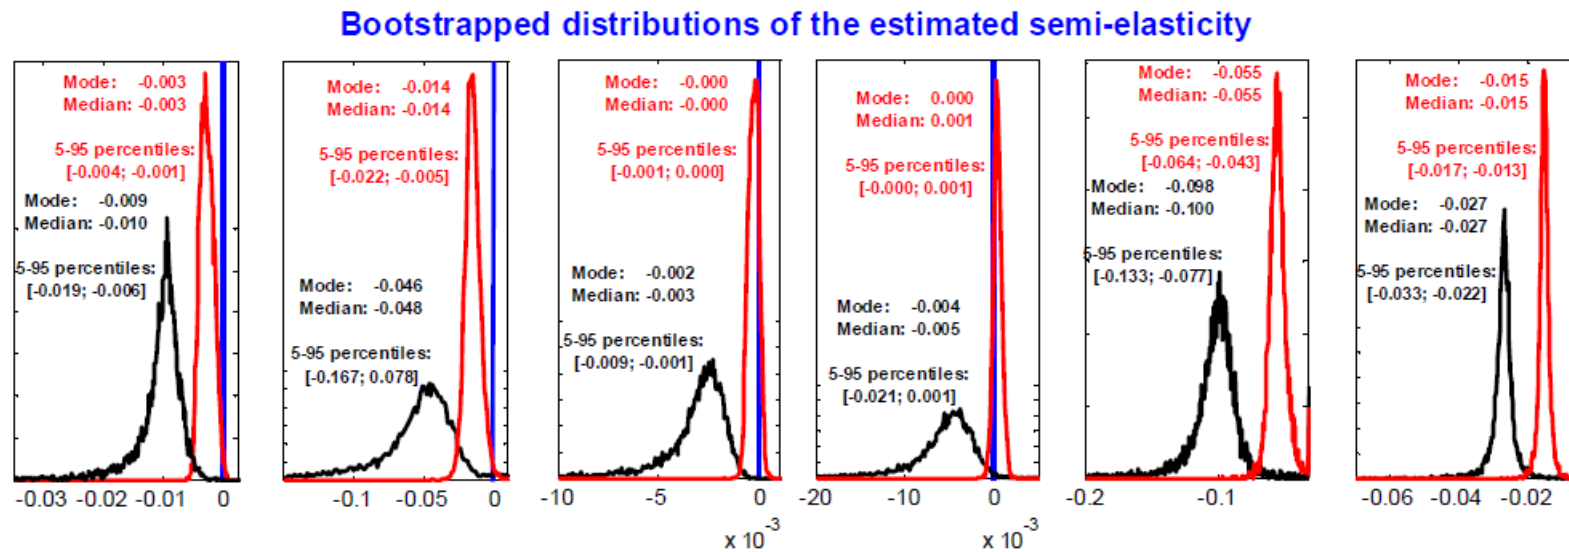 Bootstrapped distributions of the estimated semi-elasticity
Mode: -0.003
Median: -0.003
5-95 percentiles:
[-0.004; -0.001]
Mode: -0.009
Median: -0.010
5-95 percentiles:
[-0.019; -0.006]
-0.03 -0.02 -0.01 0
Mode: -0.014
Median: -0.014
5-95 percentiles:
[-0.022; -0.005]
Mode: -0.046
Median: -0.048
5-95 percentiles:
[-0.167; 0.078]
-0.1 -0.05 0
Mode: -0.000
Median: -0.000
5-95 percentiles:
[-0.001; 0.000]
Mode: -0.002
Median: -0.003
5-95 percentiles:
[-0.009; -0.001]
-10 -5 0
x 10-3
Mode: 0.000
Median: 0.001
5-95 percentiles:
[-0.000; 0.001]
Mode: -0.004
Median: -0.005
5-95 percentiles:
[-0.021; 0.001]
-20 -10 0
x 10-3
Mode: -0.055
Median: -0.055
5-95 percentiles:
[-0.064; -0.043]
Mode: -0.098
Median: -0.100
5-95 percentiles:
[-0.133; -0.077]
-0.2 -0.1
Mode: -0.015
Median: -0.015
5-95 percentiles:
[-0.017; -0.013]
Mode: -0.027
Median: -0.027
5-95 percentiles:
[-0.033; -0.022]
-0.06 -0.04 -0.02